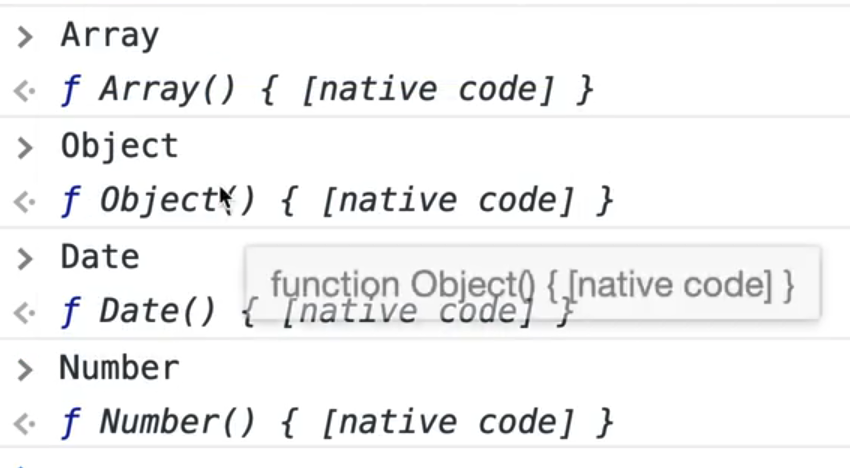 > Array
<· ƒ Array() { [native code] }
> Object
<· ƒ Object() { [native code] }
> Date
function Object() { [native code] }
<· ƒ Date() { [native code] }
> Number
<· ƒ Number() { [native code] }